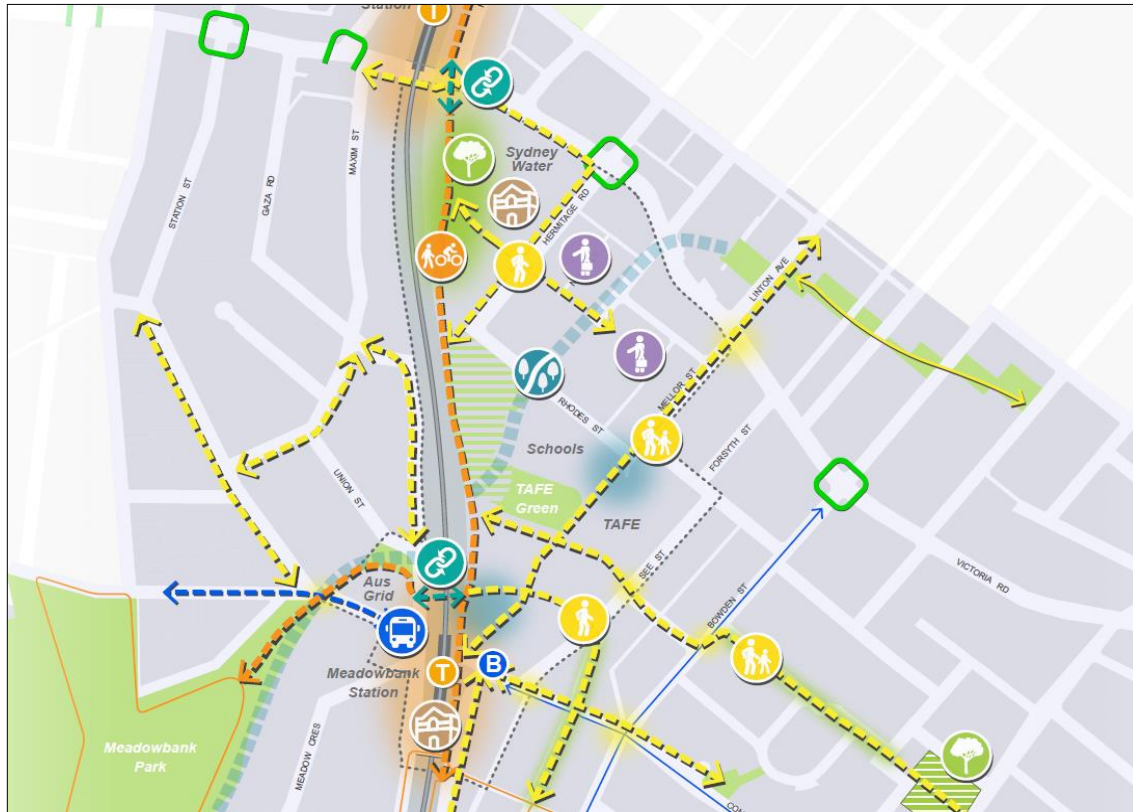 Station
T
Sydney
Water
STATION ST
GAZA RD
MAXIM ST
HERMITAGE RD
LINTON AVE
MELLOR ST
RHODES ST
FORSYTH ST
Schools
UNION ST
TAFE
Green
TAFE
SEE ST
BOWDEN ST
VICTORIA RD
Aus
Grid
B
T
Meadowbank
Station
MEADOW CRES
Meadowbank
Park